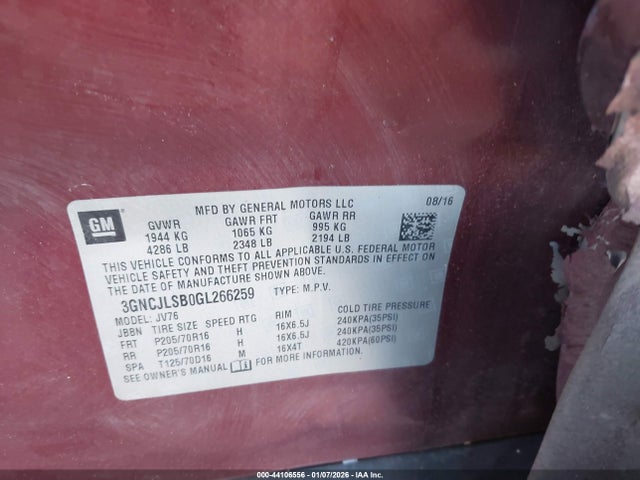 GM
MFD BY GENERAL MOTORS LLC 08/16
GVWR GAWR FRT GAWR RR
1944 KG 1065 KG 995 KG
4286 LB 2348 LB 2194 LB
THIS VEHICLE CONFORMS TO ALL APPLICABLE U.S. FEDERAL MOTOR
VEHICLE SAFETY AND THEFT PREVENTION STANDARDS IN EFFECT ON
THE DATE OF MANUFACTURE SHOWN ABOVE.
3GNCJLSB0GL266259 TYPE: M.P.V.
MODEL: JV76
JBBN TIRE SIZE SPEED RTG RIM COLD TIRE PRESSURE
FRT P205/70R16 H 16X6.5J 240KPA(35PSI)
RR P205/70R16 H 16X6.5J 240KPA(35PSI)
SPA T125/70D16 M 16X4T 420KPA(60PSI)
SEE OWNER'S MANUAL FOR MORE INFORMATION.
000-44106556 | 01/07/2026 | IAA Inc.